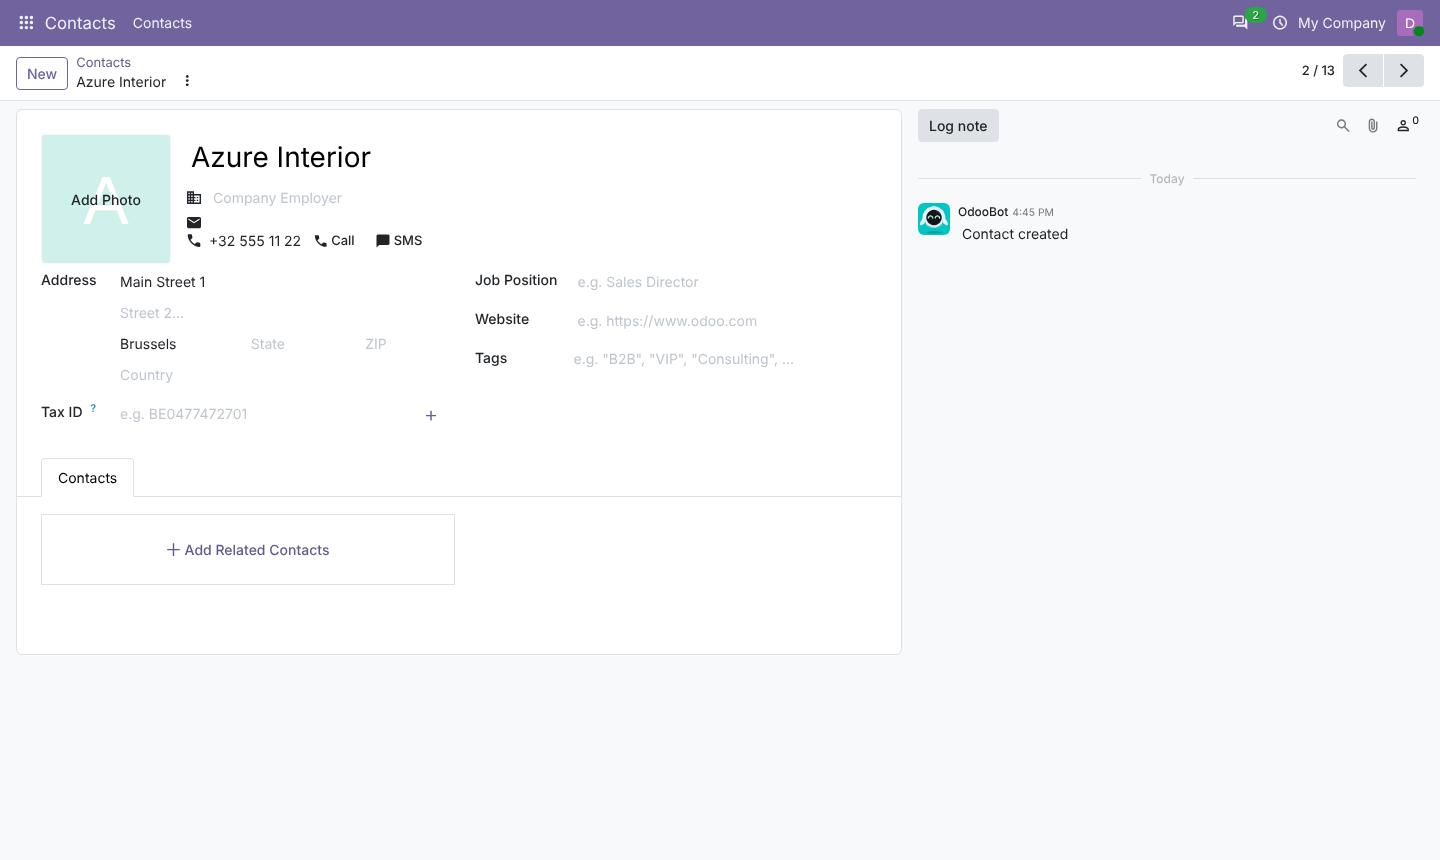 Contacts Contacts 2 My Company D
New Contacts
Azure Interior
2 / 13
Add Photo
A
Azure Interior
Company Employer
+32 555 11 22 Call SMS
Address Main Street 1
Street 2...
Brussels State ZIP
Country
Tax ID ? e.g. BE0477472701 +
Job Position e.g. Sales Director
Website e.g. https://www.odoo.com
Tags e.g. "B2B", "VIP", "Consulting", ...
Contacts
+ Add Related Contacts
Log note 0
Today
OdooBot 4:45 PM
Contact created